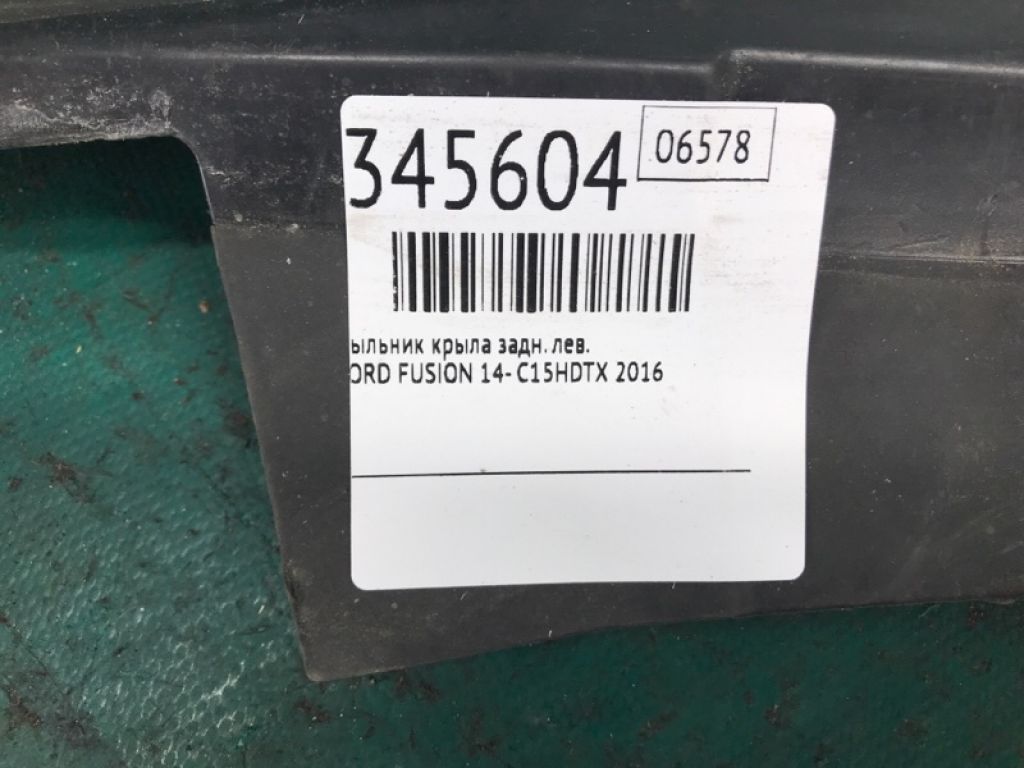 345604
06578
ыльник крыла задн. лев.
ORD FUSION 14- C15HDTX 2016